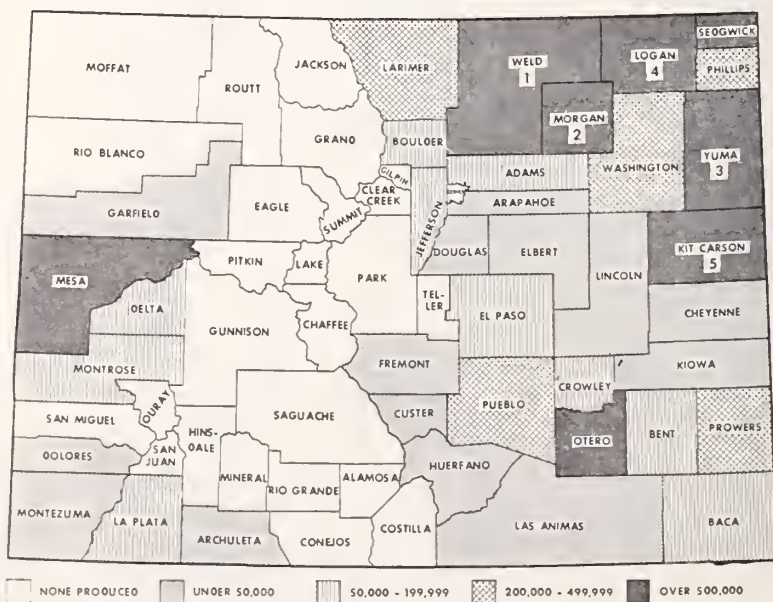 SEDGWICK
WELD
1
LOGAN
4
PHILLIPS
MOFFAT
ROUTT
JACKSON
LARIMER
MORGAN
2
GRAND
BOULDER
WASHINGTON
YUMA
3
RIO BLANCO
GILPIN
ADAMS
CLEAR
CREEK
ARAPAHOE
GARFIELD
EAGLE
SUMMIT
JEFFERSON
DOUGLAS
ELBERT
KIT CARSON
5
MESA
PITKIN
LAKE
PARK
LINCOLN
DELTA
TEL-
LER
EL PASO
CHEYENNE
GUNNISON
CHAFFEE
MONTROSE
FREMONT
CROWLEY
KIOWA
OURAY
SAGUACHE
CUSTER
PUEBLO
SAN MIGUEL
HINS-
DALE
OTERO
BENT
PROWERS
DOLORES
SAN
JUAN
MINERAL
RIO GRANDE
ALAMOSA
HUERFANO
MONTEZUMA
LA PLATA
ARCHULETA
CONEJOS
COSTILLA
LAS ANIMAS
BACA
NONE PRODUCED UNDER 50,000 50,000 - 199,999 200,000 - 499,999 OVER 500,000